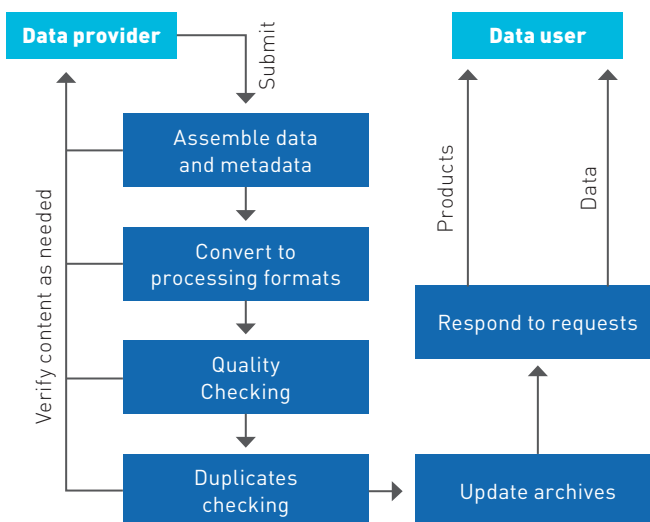 Data provider
Submit
Assemble data
and metadata
Convert to
processing formats
Quality
Checking
Duplicates
checking
Verify content as needed
Data user
Products
Data
Respond to requests
Update archives